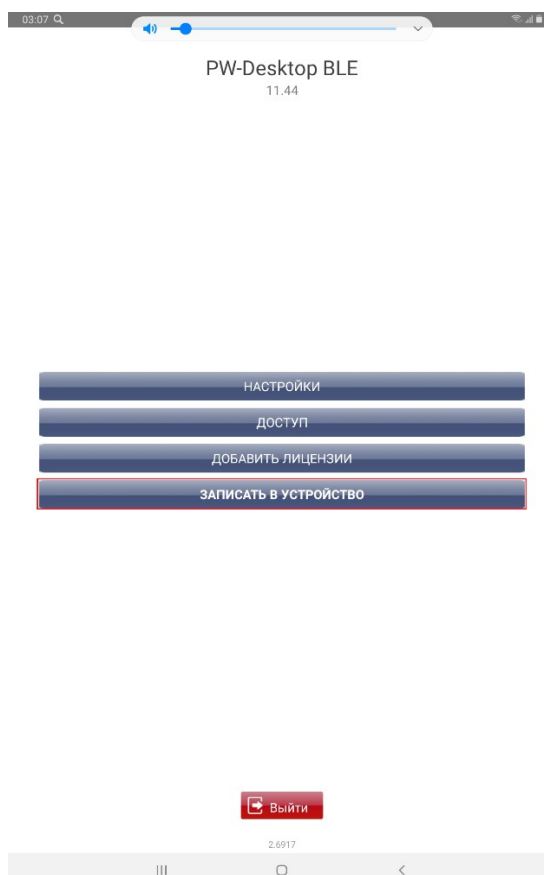 03:07
PW-Desktop BLE
11.44
НАСТРОЙКИ
ДОСТУП
ДОБАВИТЬ ЛИЦЕНЗИИ
ЗАПИСАТЬ В УСТРОЙСТВО
Выйти
2.6917